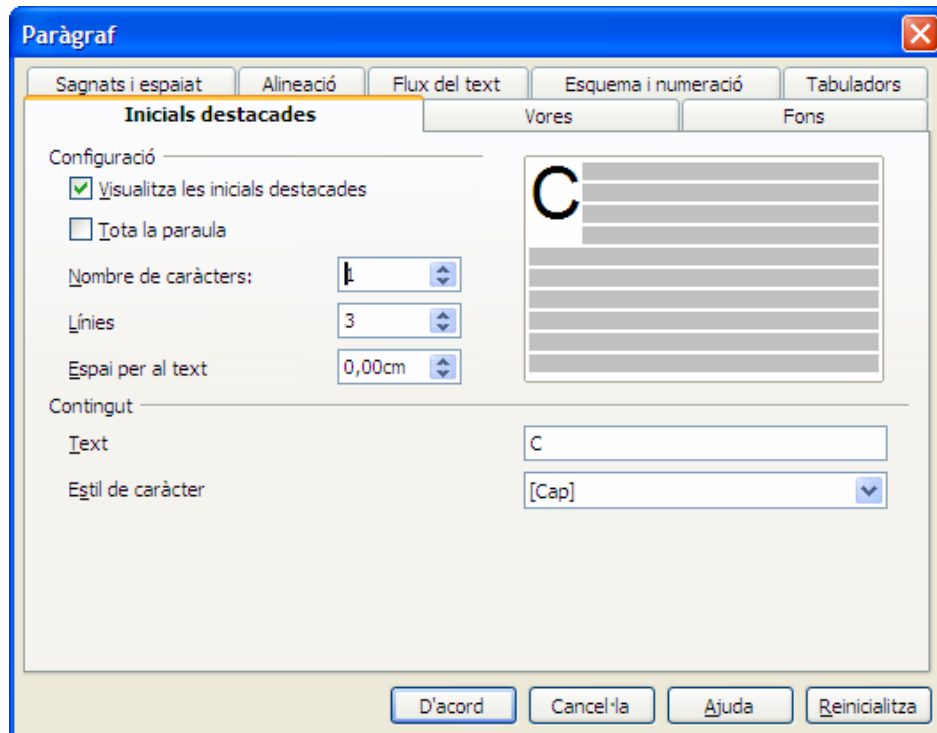 Paràgraf
Sagnats i espaiat Alineació Flux del text Esquema i numeració Tabuladors
Inicials destacades Vores Fons
Configuració
Visualitza les inicials destacades
Tota la paraula
Nombre de caràcters: 1
Línies 3
Espai per al text 0,00cm
C
Contingut
Text C
Estil de caràcter [Cap]
D'acord Cancel·la Ajuda Reinicialitza